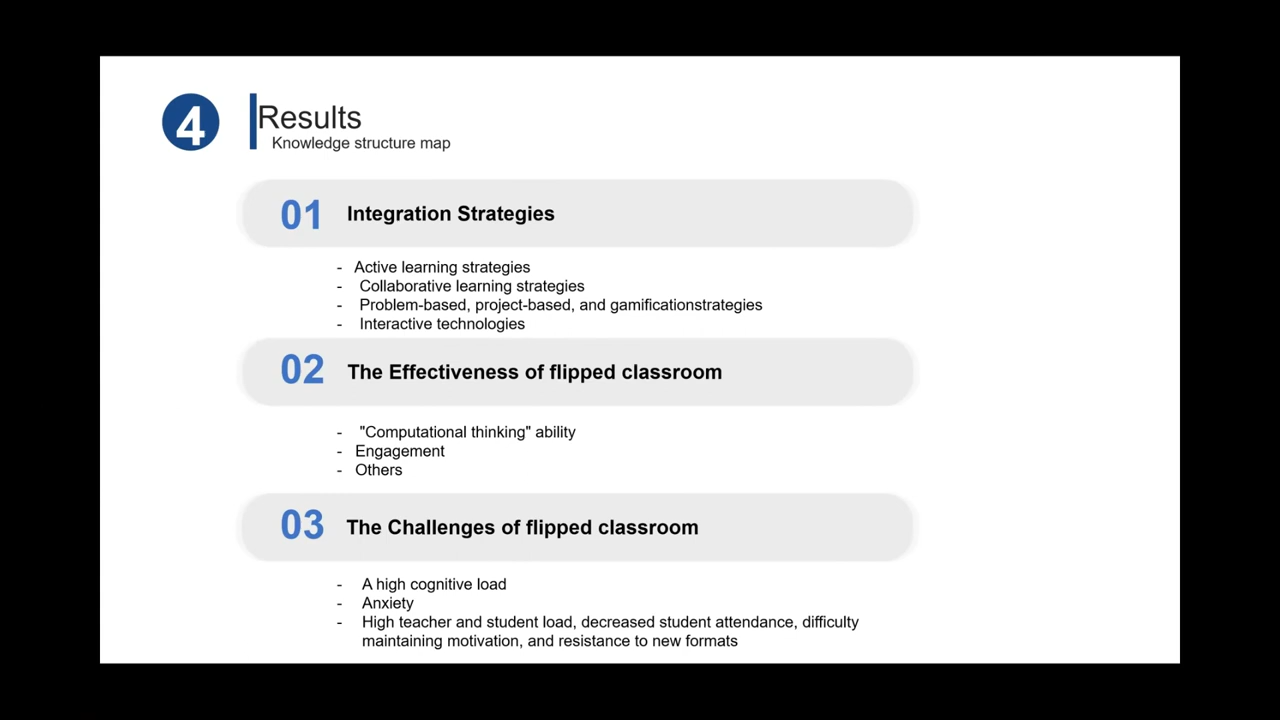 4
Results
Knowledge structure map
01 Integration Strategies
- Active learning strategies
- Collaborative learning strategies
- Problem-based, project-based, and gamificationstrategies
- Interactive technologies
02 The Effectiveness of flipped classroom
- "Computational thinking" ability
- Engagement
- Others
03 The Challenges of flipped classroom
- A high cognitive load
- Anxiety
- High teacher and student load, decreased student attendance, difficulty
maintaining motivation, and resistance to new formats